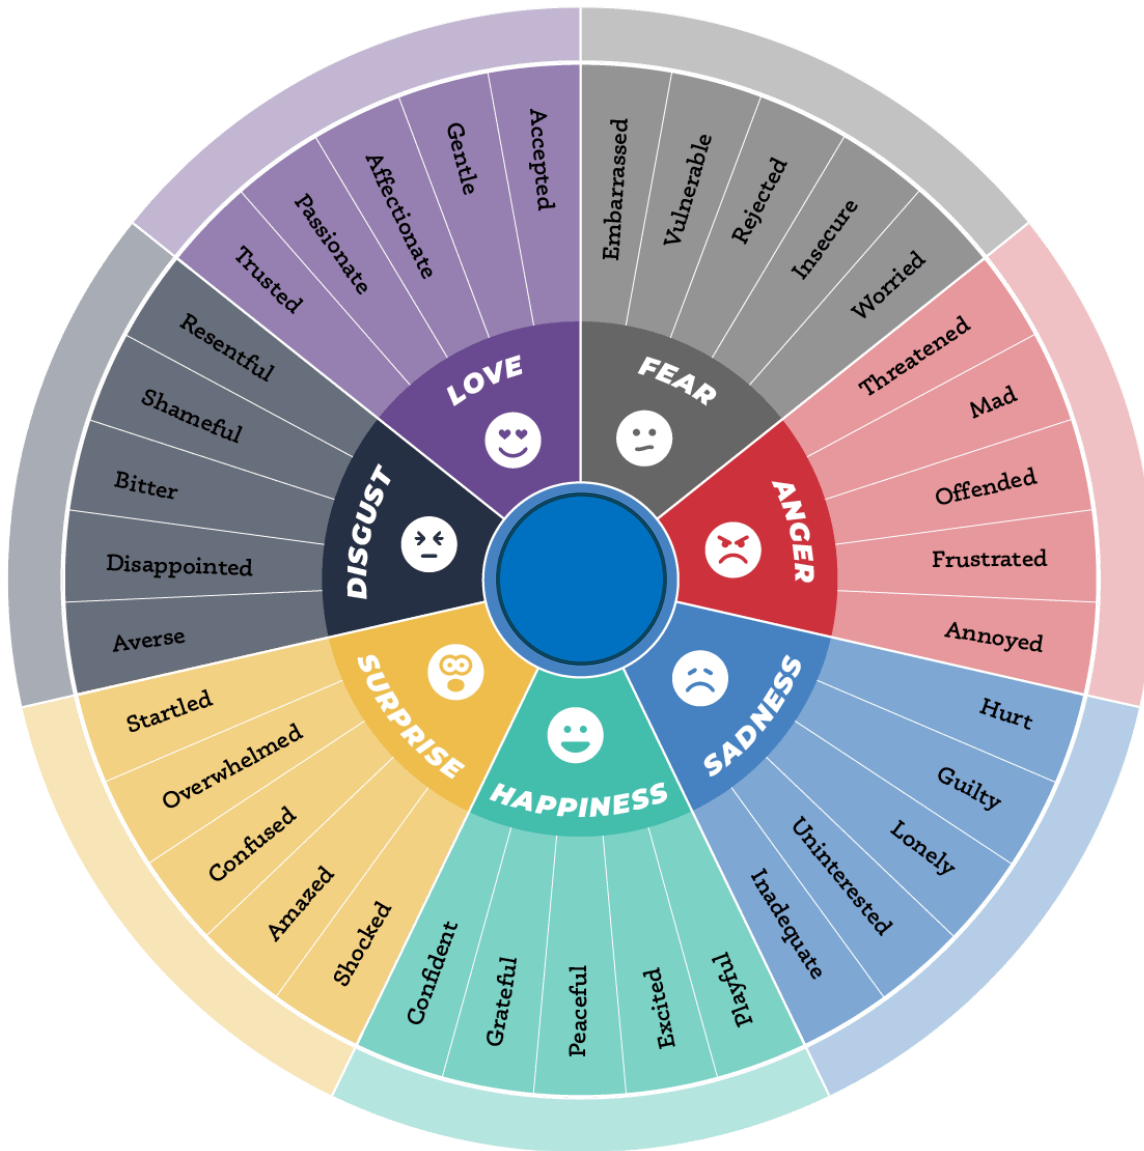 LOVE
Trusted
Passionate
Affectionate
Gentle
Accepted
FEAR
Embarrassed
Vulnerable
Rejected
Insecure
Worried
ANGER
Threatened
Mad
Offended
Frustrated
Annoyed
SADNESS
Hurt
Guilty
Lonely
Uninterested
Inadequate
HAPPINESS
Playful
Excited
Peaceful
Grateful
Confident
SURPRISE
Shocked
Amazed
Confused
Overwhelmed
Startled
DISGUST
Averse
Disappointed
Bitter
Shameful
Resentful